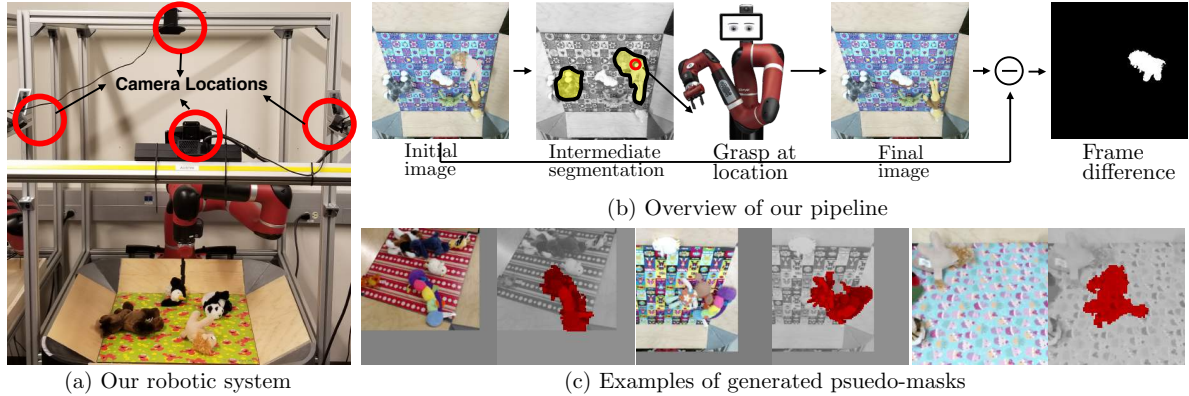 Camera Locations
(a) Our robotic system
Initial
image
Intermediate
segmentation
Grasp at
location
Final
image
Frame
difference
(b) Overview of our pipeline
(c) Examples of generated psuedo-masks